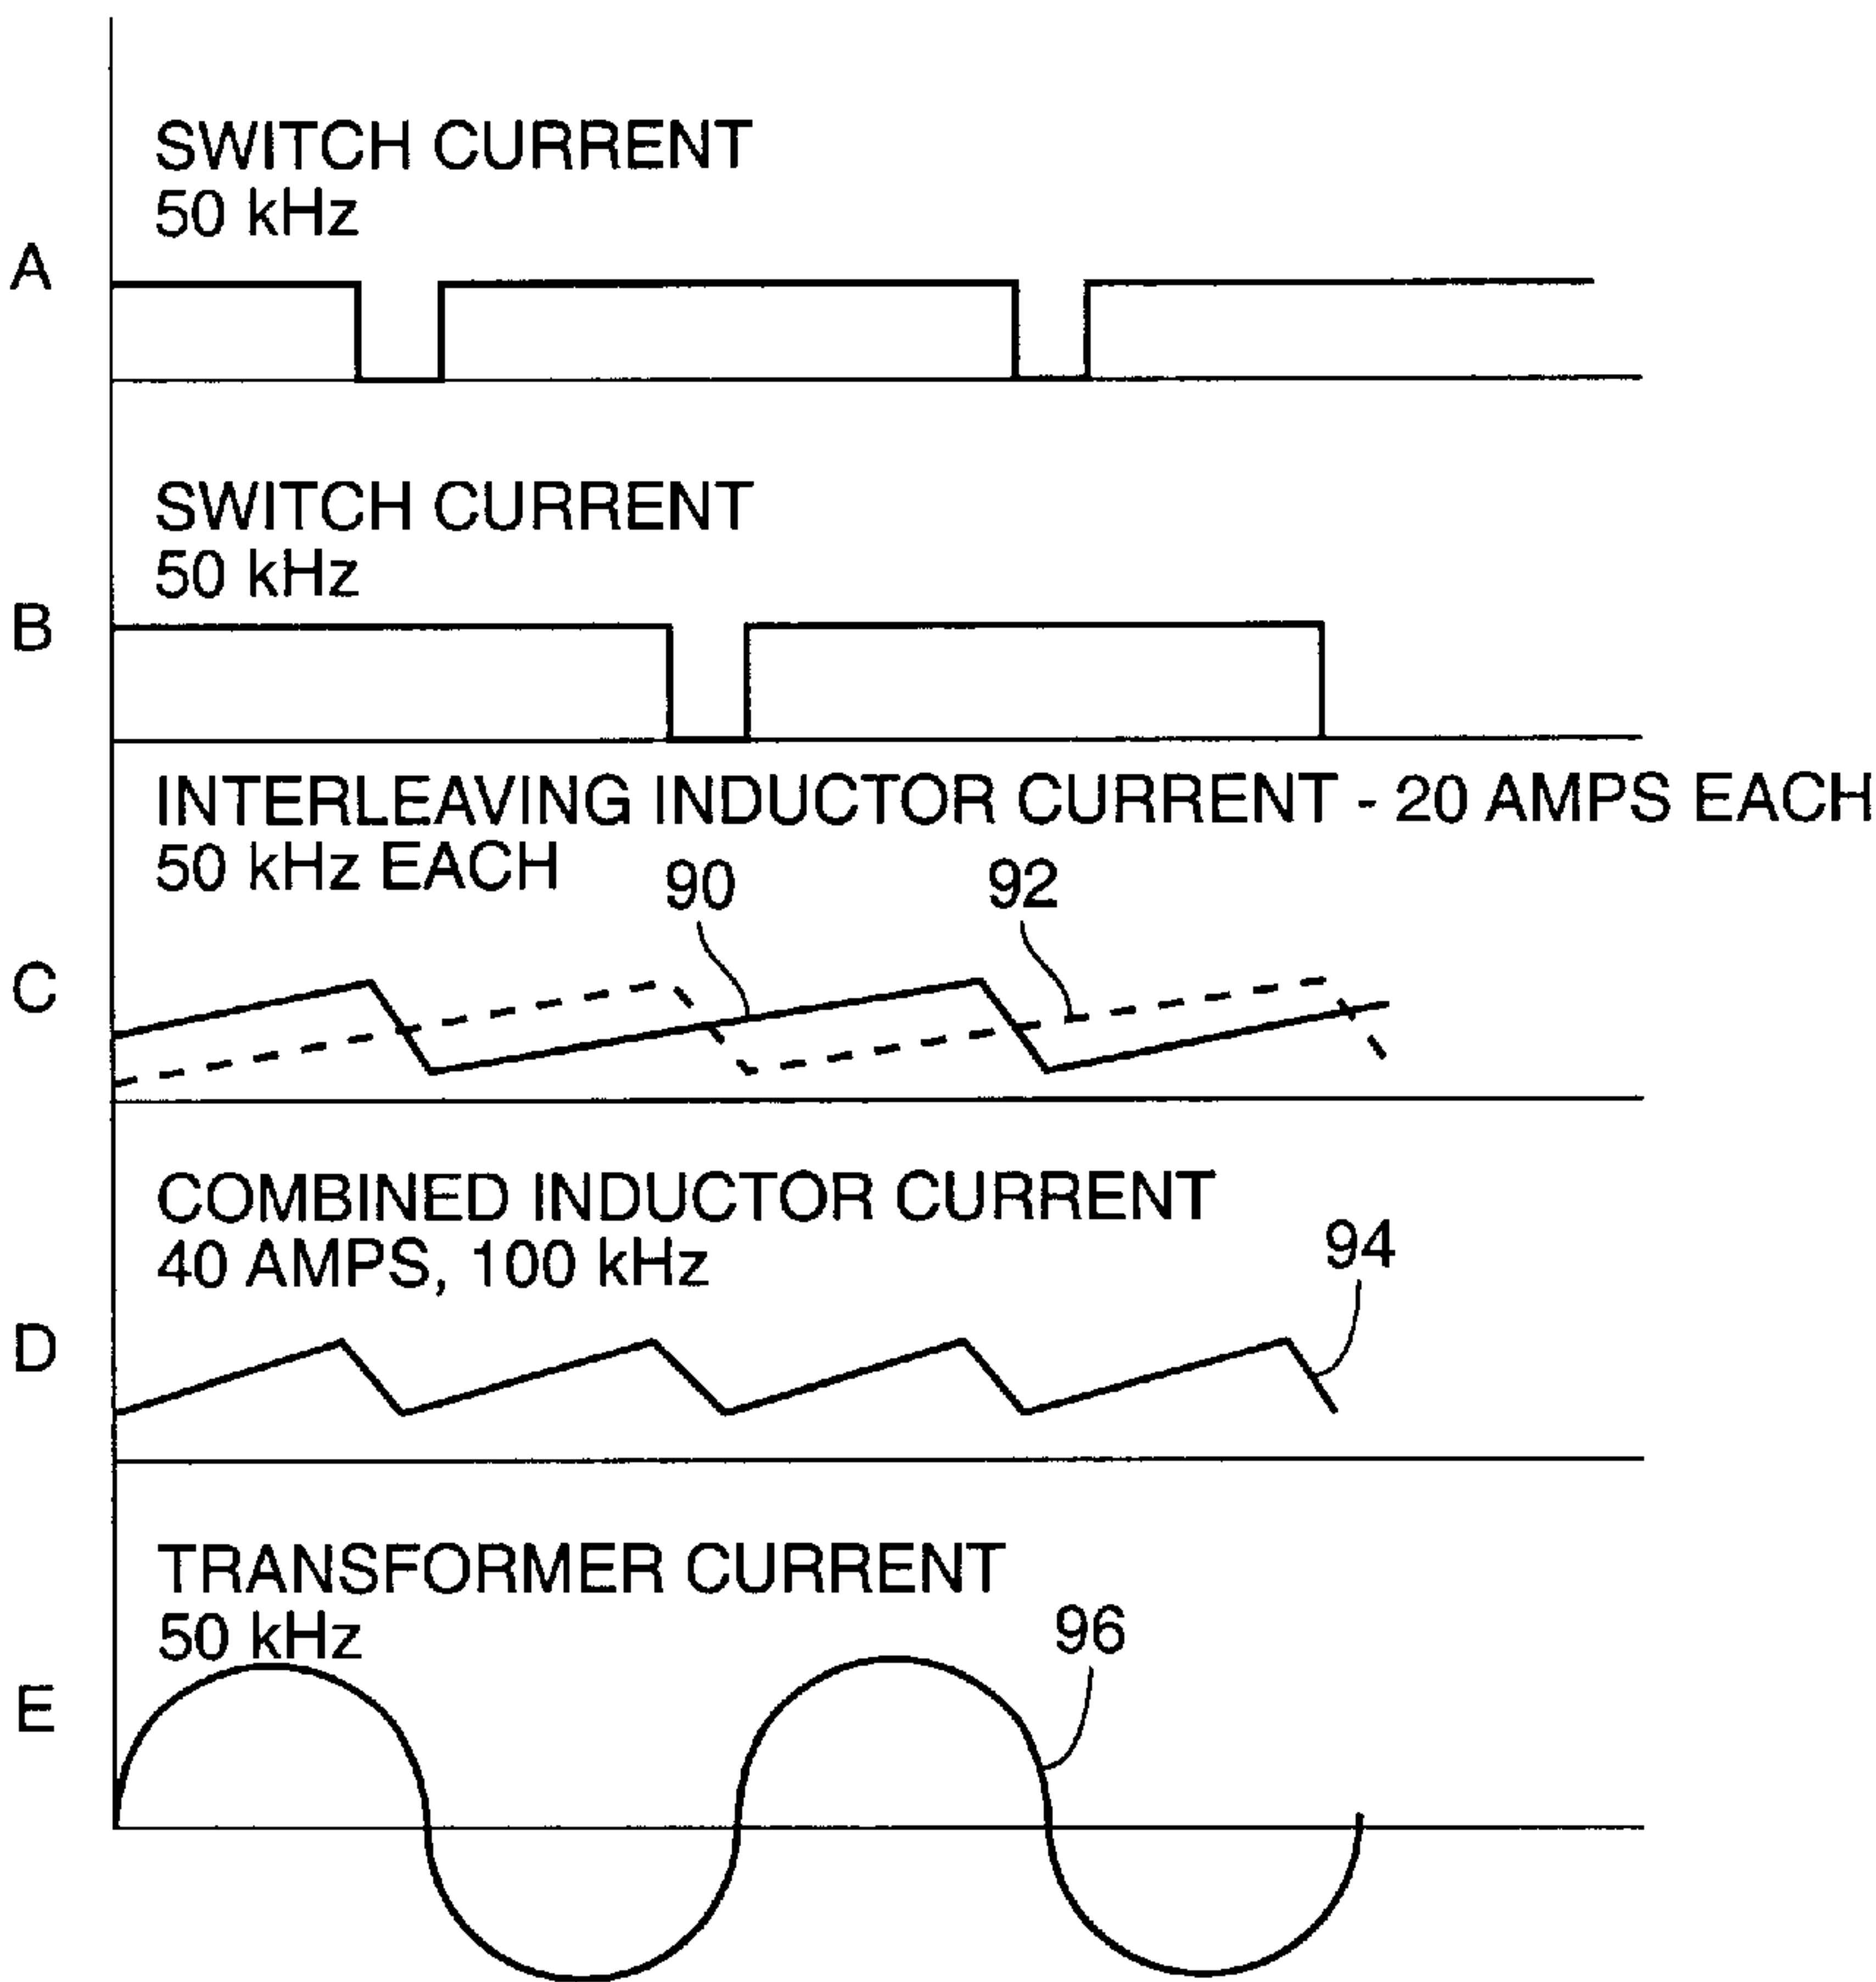 SWITCH CURRENT
50 kHz
A
SWITCH CURRENT
50 kHz
B
INTERLEAVING INDUCTOR CURRENT - 20 AMPS EACH
50 kHz EACH
90
92
C
COMBINED INDUCTOR CURRENT
40 AMPS, 100 kHz
94
D
TRANSFORMER CURRENT
50 kHz
96
E